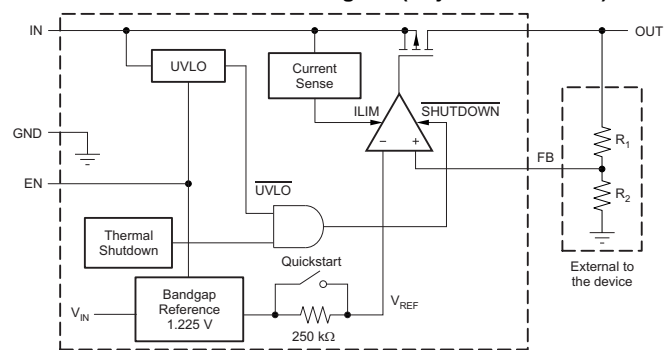 IN
OUT
UVLO
Current
Sense
ILIM
SHUTDOWN
GND
FB
R1
R2
EN
UVLO
Thermal
Shutdown
Quickstart
External to
the device
Bandgap
Reference
1.225 V
VIN
VREF
250 kΩ
− +